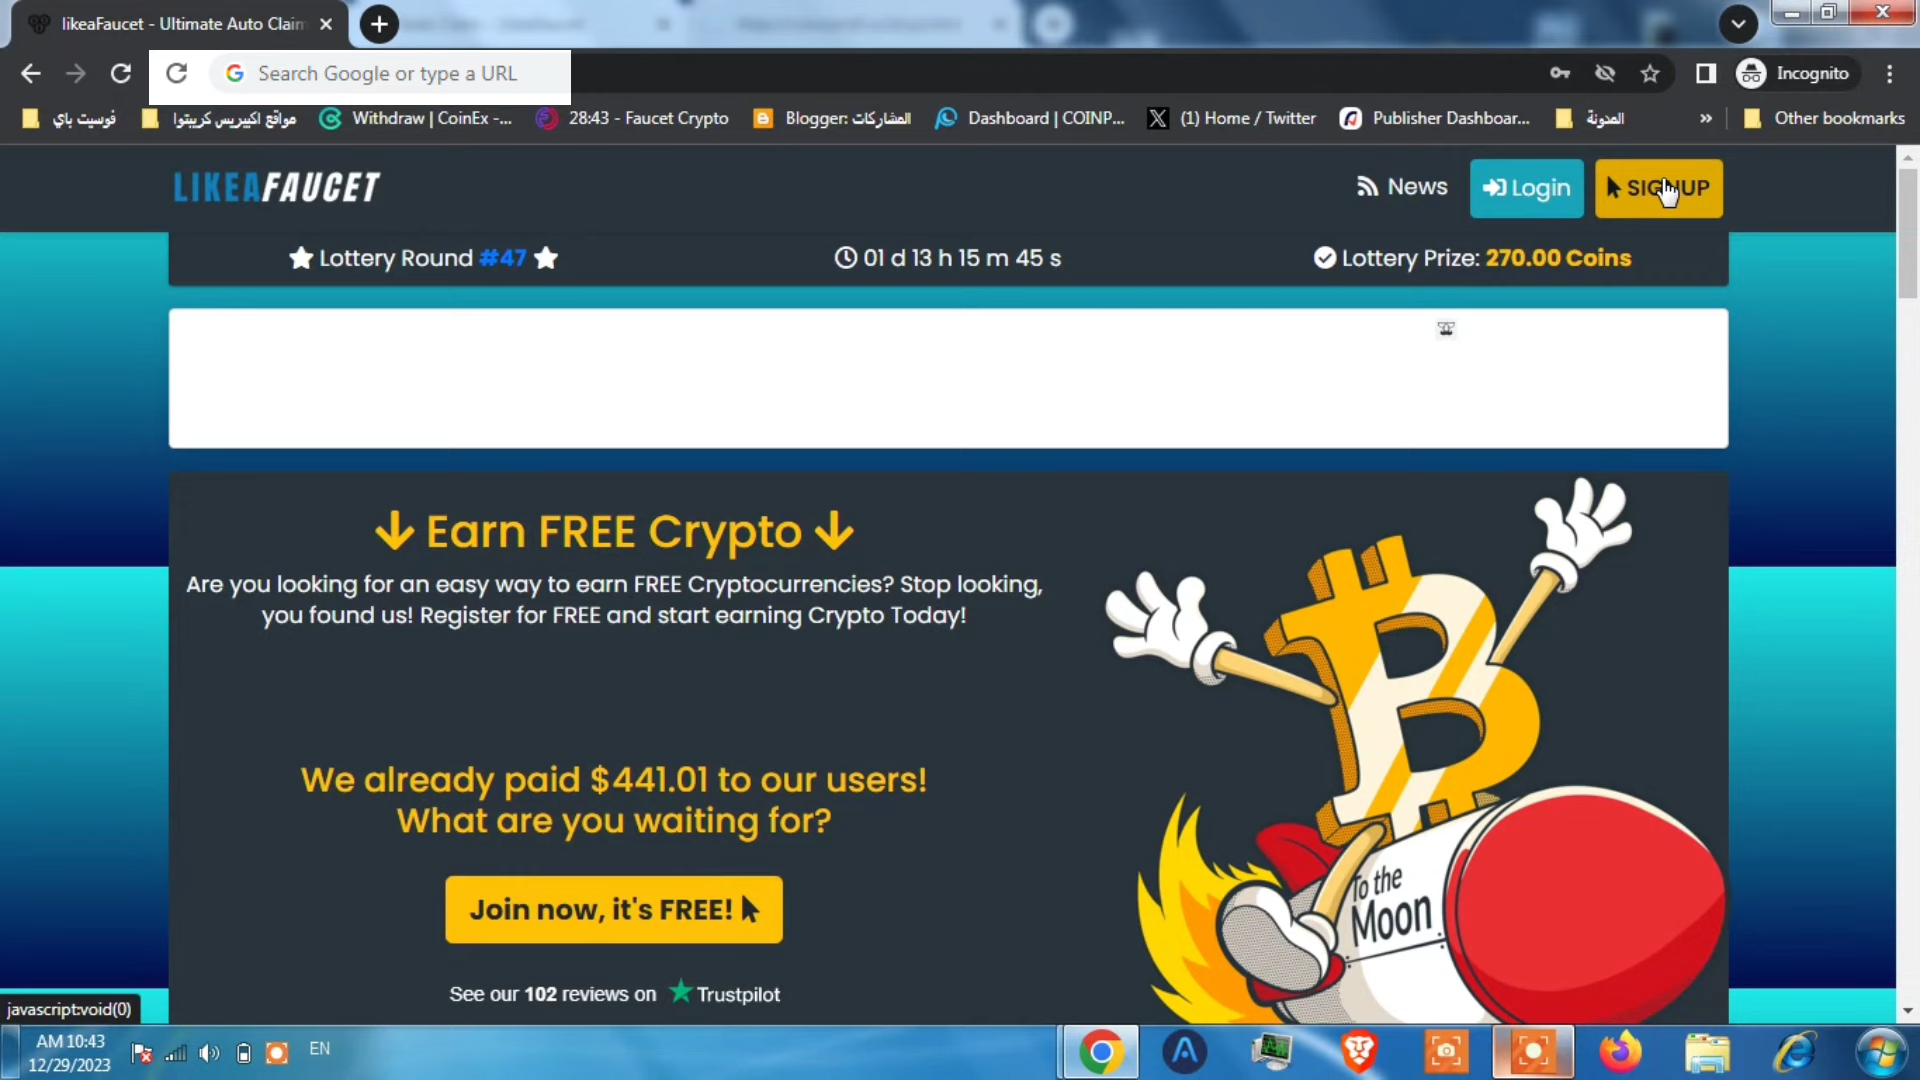 likeaFaucet - Ultimate Auto Claim
Search Google or type a URL
Incognito
فوسيت باي
مواقع اكسبريس كريبتوا
Withdraw | CoinEx -...
28:43 - Faucet Crypto
Blogger: المشاركات
Dashboard | COINP...
(1) Home / Twitter
Publisher Dashboar...
المدونة
»
Other bookmarks
LIKEAFAUCET
News
Login
SIGNUP
Lottery Round #47
01 d 13 h 15 m 45 s
Lottery Prize: 270.00 Coins
Earn FREE Crypto
Are you looking for an easy way to earn FREE Cryptocurrencies? Stop looking,
you found us! Register for FREE and start earning Crypto Today!
We already paid $441.01 to our users!
What are you waiting for?
Join now, it's FREE!
See our 102 reviews on Trustpilot
To the
Moon
javascript:void(0)
AM 10:43
12/29/2023
EN